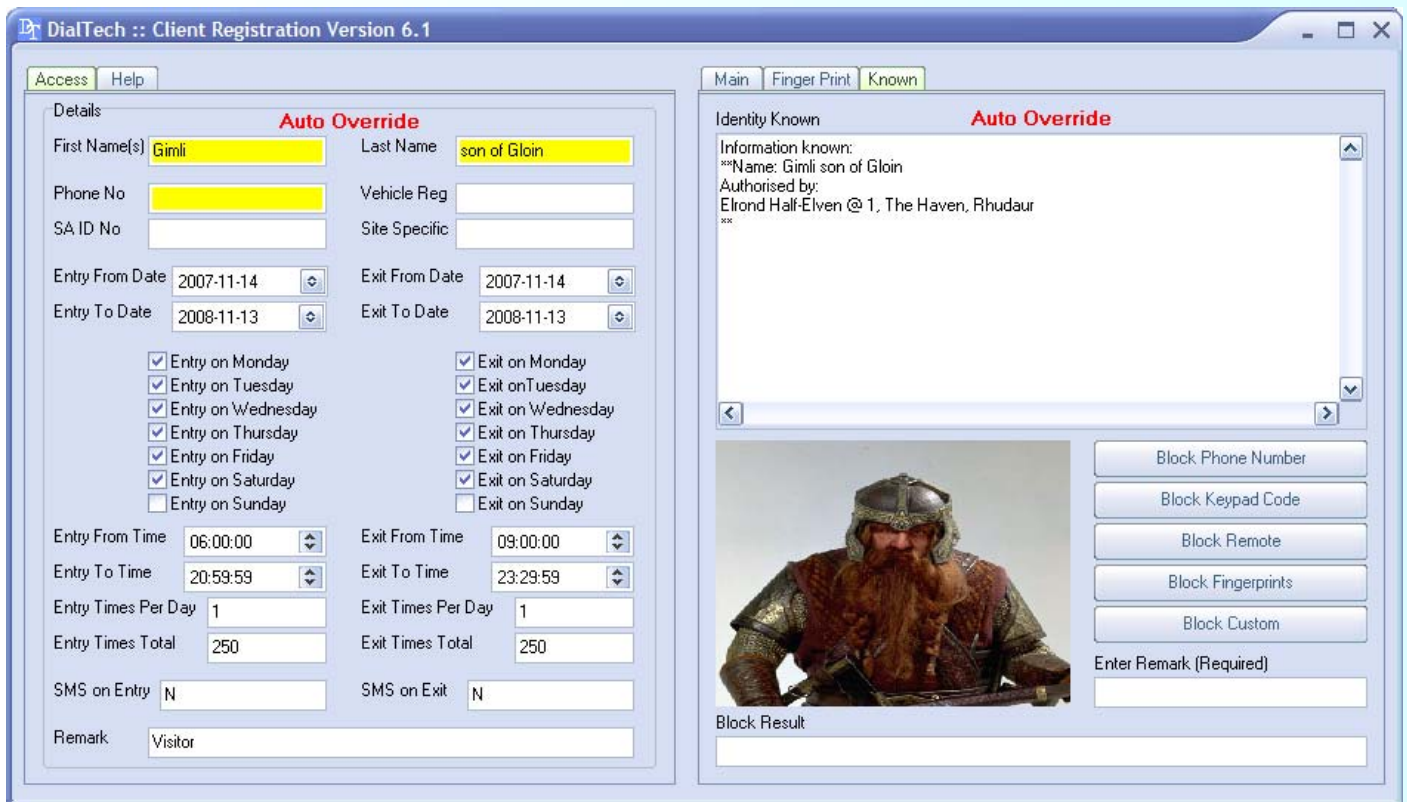 DT DialTech :: Client Registration Version 6.1
Access Help
Details
Auto Override
First Name(s) Gimli Last Name son of Gloin
Phone No Vehicle Reg
SA ID No Site Specific
Entry From Date 2007-11-14 Exit From Date 2007-11-14
Entry To Date 2008-11-13 Exit To Date 2008-11-13
Entry on Monday Exit on Monday
Entry on Tuesday Exit onTuesday
Entry on Wednesday Exit on Wednesday
Entry on Thursday Exit on Thursday
Entry on Friday Exit on Friday
Entry on Saturday Exit on Saturday
Entry on Sunday Exit on Sunday
Entry From Time 06:00:00 Exit From Time 09:00:00
Entry To Time 20:59:59 Exit To Time 23:29:59
Entry Times Per Day 1 Exit Times Per Day 1
Entry Times Total 250 Exit Times Total 250
SMS on Entry N SMS on Exit N
Remark Visitor
Main Finger Print Known
Identity Known Auto Override
Information known:
**Name: Gimli son of Gloin
Authorised by:
Elrond Half-Elven @ 1, The Haven, Rhudaur
**
Block Phone Number
Block Keypad Code
Block Remote
Block Fingerprints
Block Custom
Enter Remark (Required)
Block Result